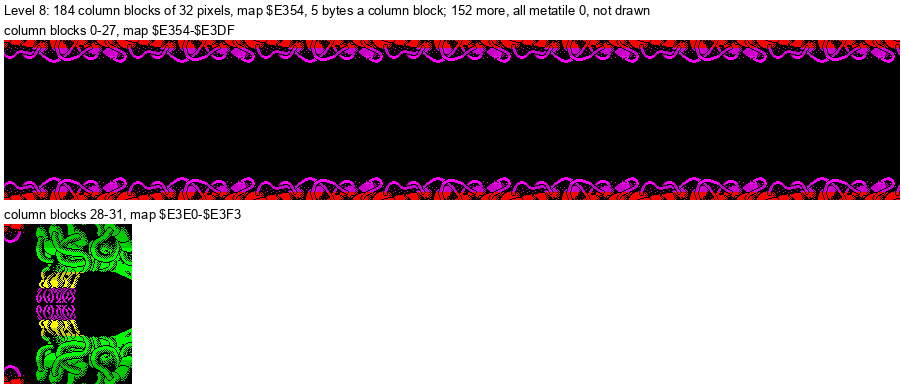 Level 8: 184 column blocks of 32 pixels, map $E354, 5 bytes a column block; 152 more, all metatile 0, not drawn
column blocks 0-27, map $E354-$E3DF
column blocks 28-31, map $E3E0-$E3F3